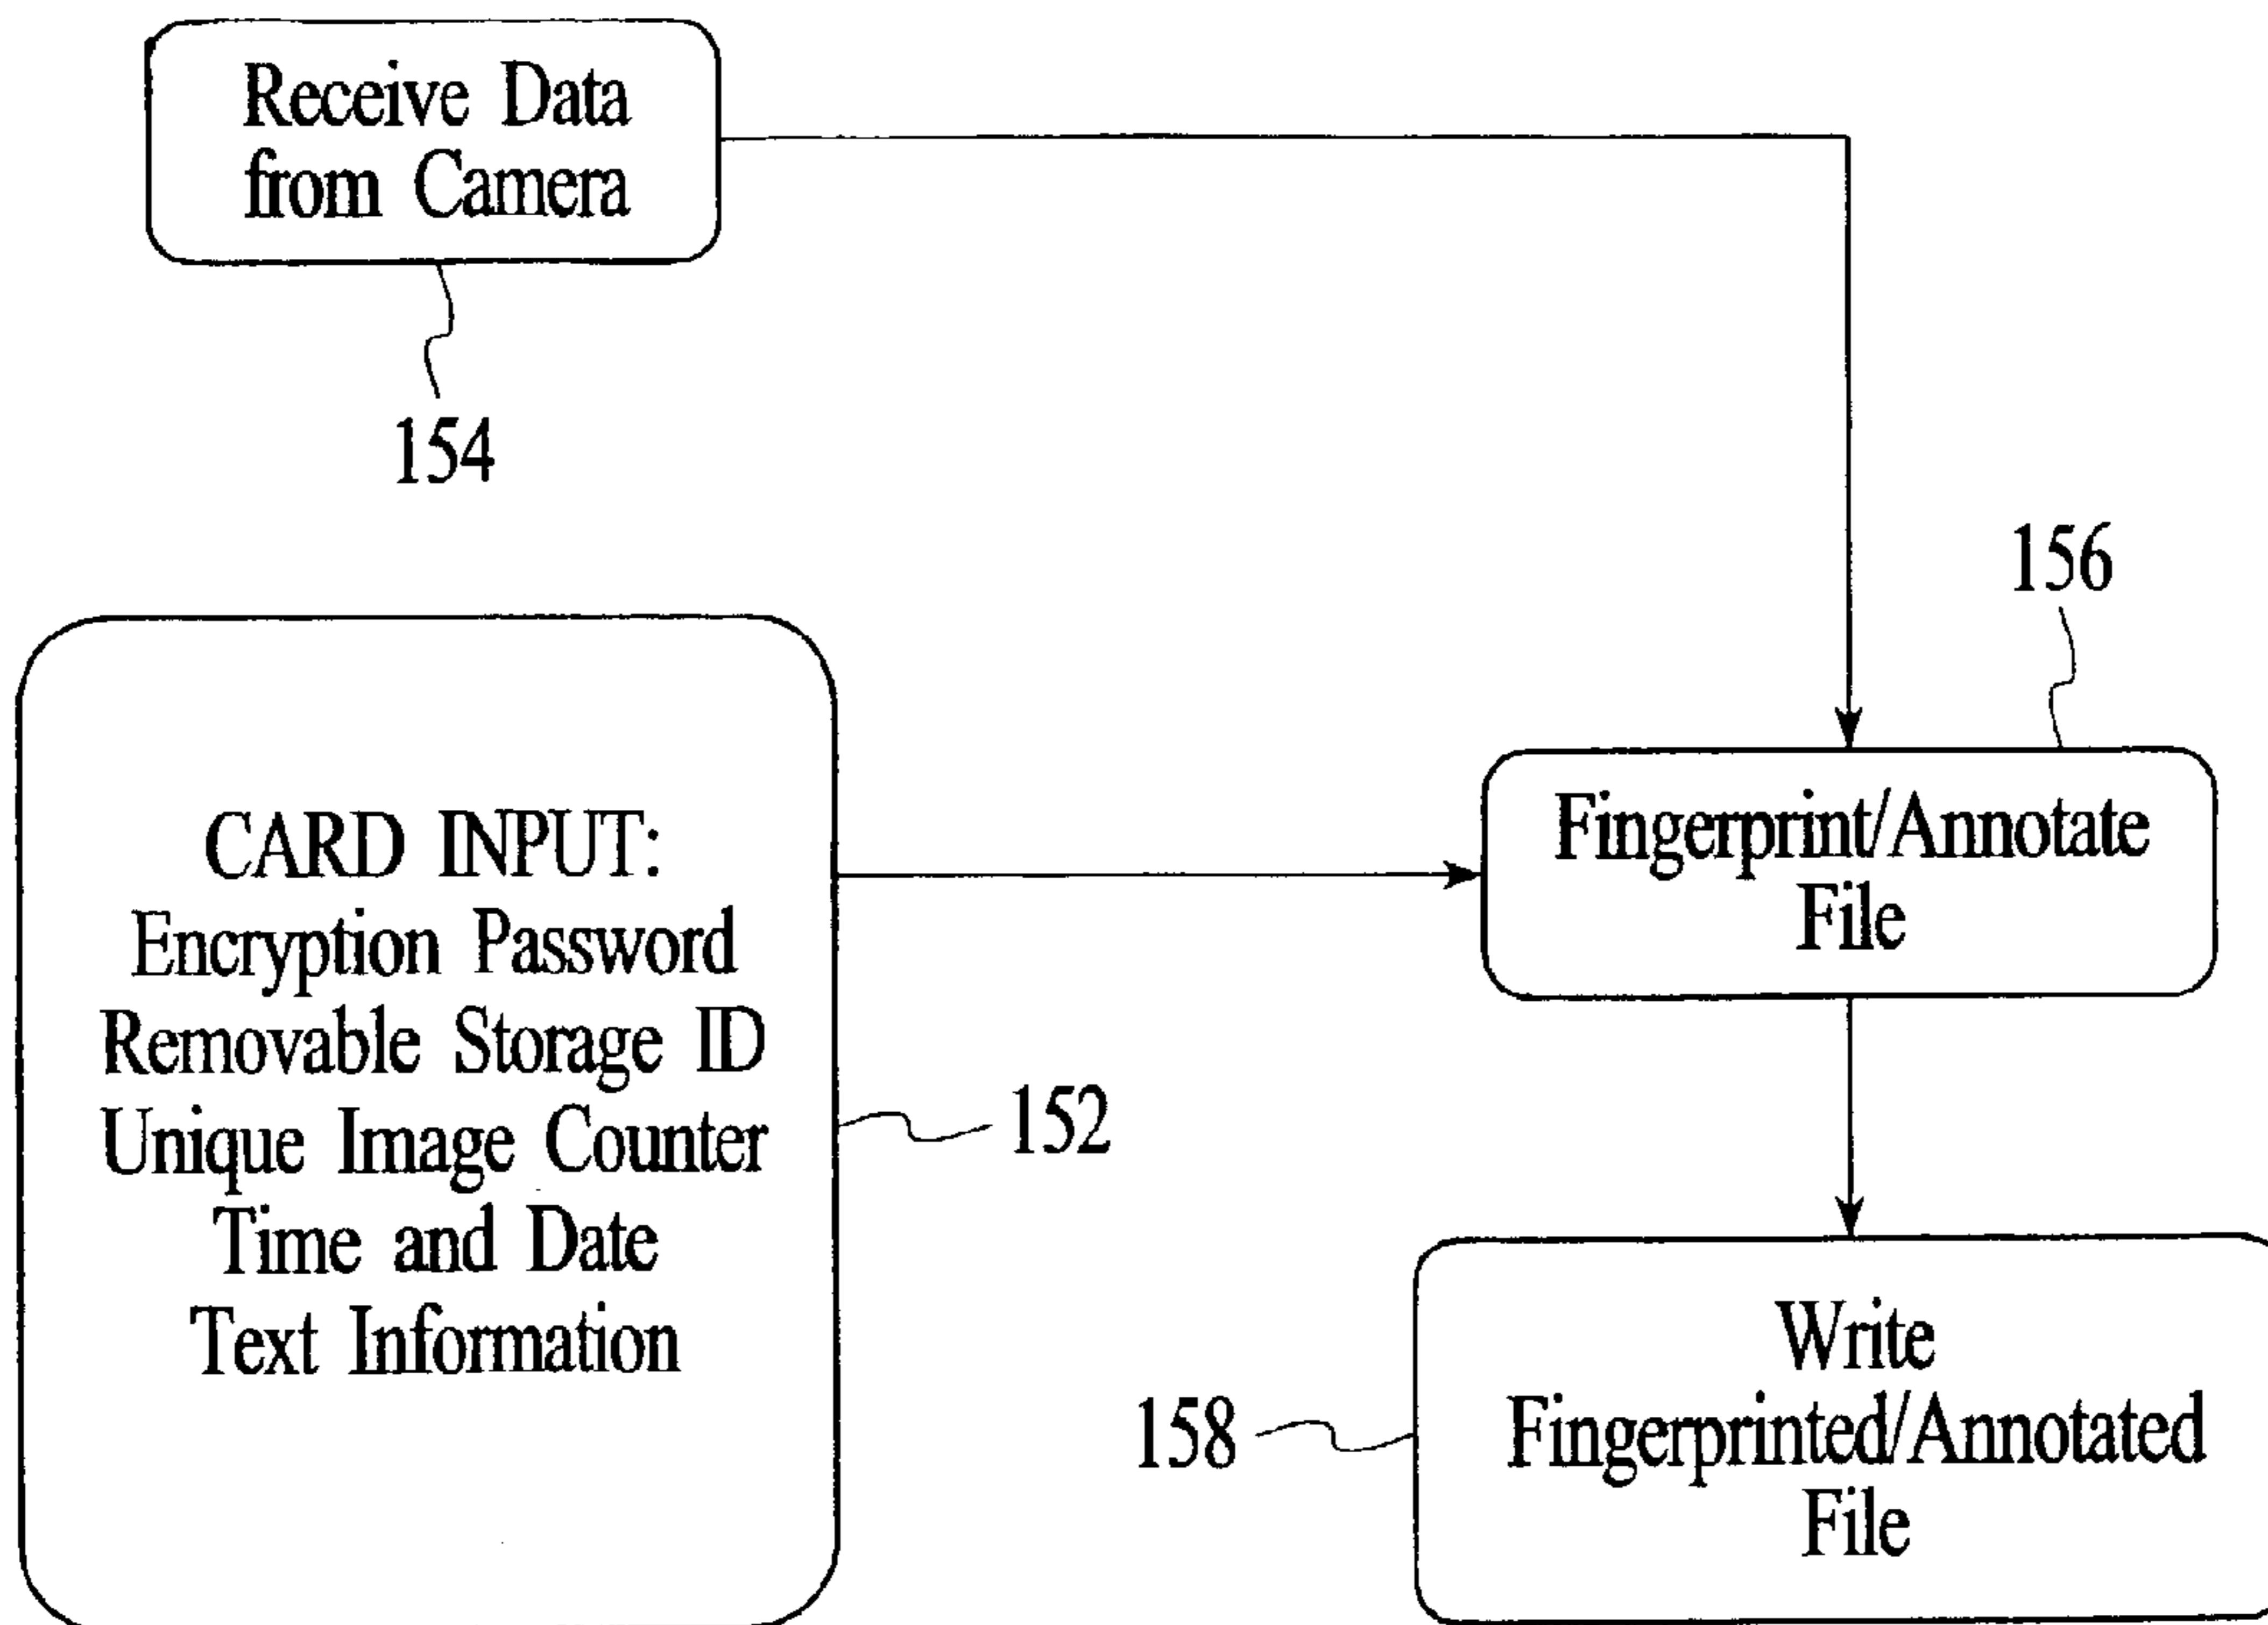 Receive Data
from Camera
154
156
CARD INPUT:
Encryption Password
Removable Storage ID
Unique Image Counter
Time and Date
Text Information
152
Fingerprint/Annotate
File
158
Write
Fingerprinted/Annotated
File